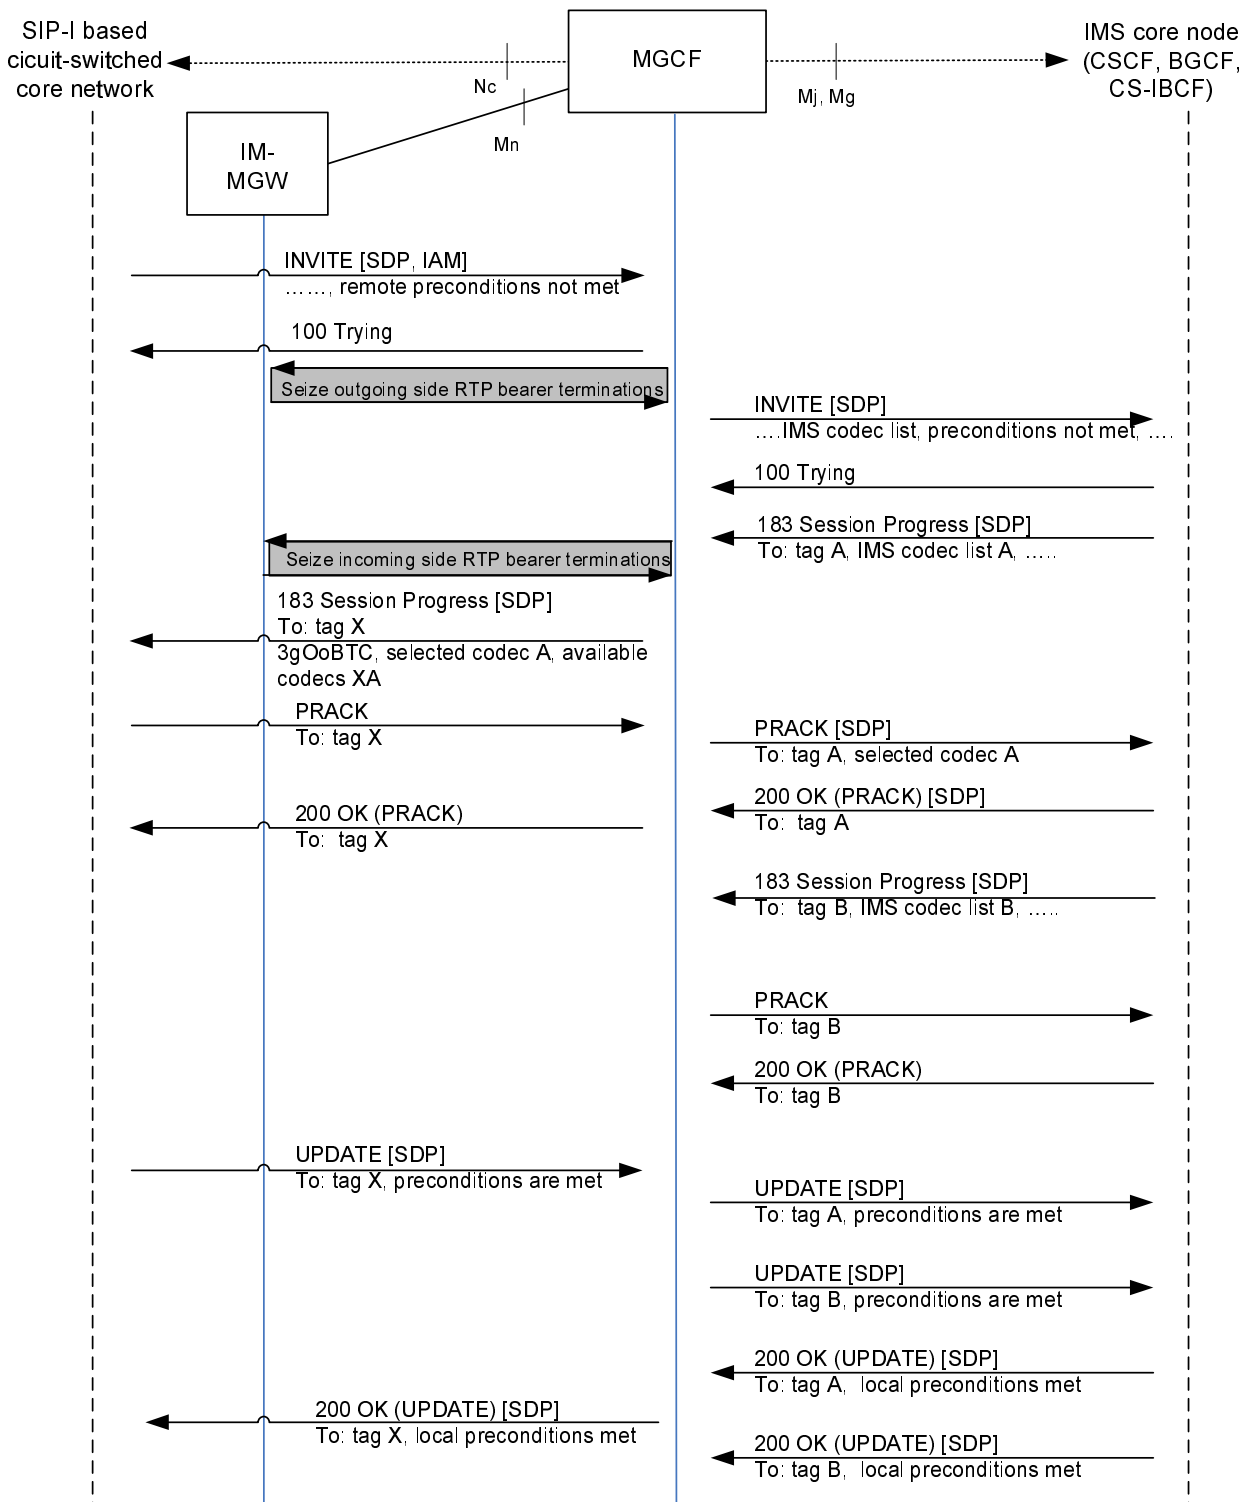 SIP-I based
cicuit-switched
core network
MGCF
IMS core node
(CSCF, BGCF,
CS-IBCF)
Nc
Mj, Mg
Mn
IM-
MGW
INVITE [SDP, IAM]
……, remote preconditions not met
100 Trying
Seize outgoing side RTP bearer terminations
INVITE [SDP]
….IMS codec list, preconditions not met, ….
100 Trying
183 Session Progress [SDP]
To: tag A, IMS codec list A, …..
Seize incoming side RTP bearer terminations
183 Session Progress [SDP]
To: tag X
3gOoBTC, selected codec A, available
codecs XA
PRACK
To: tag X
PRACK [SDP]
To: tag A, selected codec A
200 OK (PRACK) [SDP]
To:  tag A
200 OK (PRACK)
To:  tag X
183 Session Progress [SDP]
To:  tag B, IMS codec list B, …..
PRACK
To: tag B
200 OK (PRACK)
To: tag B
UPDATE [SDP]
To: tag X, preconditions are met
UPDATE [SDP]
To: tag A, preconditions are met
UPDATE [SDP]
To: tag B, preconditions are met
200 OK (UPDATE) [SDP]
To: tag A,  local preconditions met
200 OK (UPDATE) [SDP]
To: tag X, local preconditions met
200 OK (UPDATE) [SDP]
To: tag B,  local preconditions met